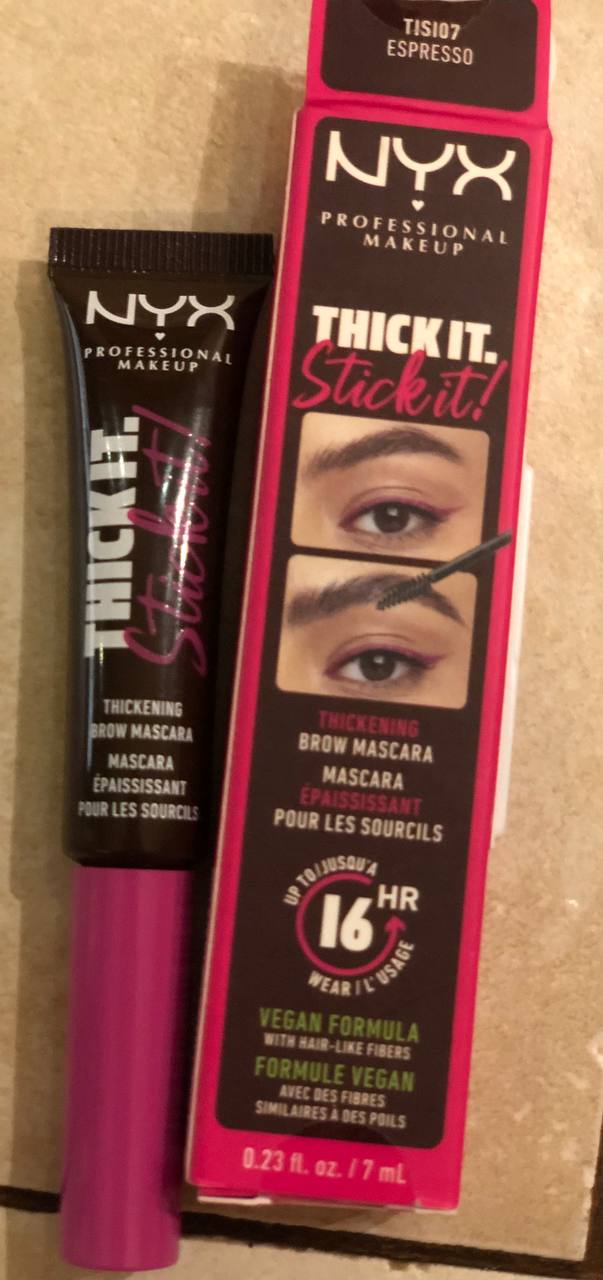 NYX
PROFESSIONAL
MAKEUP
THICK IT.
Stick it!
THICKENING
BROW MASCARA
MASCARA
ÉPAISSISSANT
POUR LES SOURCILS
TISI07
ESPRESSO
NYX
PROFESSIONAL
MAKEUP
THICK IT.
Stick it!
THICKENING
BROW MASCARA
MASCARA
ÉPAISSISSANT
POUR LES SOURCILS
UP TO/JUSQU'A
16 HR
WEAR / L'USAGE
VEGAN FORMULA
WITH HAIR-LIKE FIBERS
FORMULE VEGAN
AVEC DES FIBRES
SIMILAIRES À DES POILS
0.23 fl. oz. / 7 mL